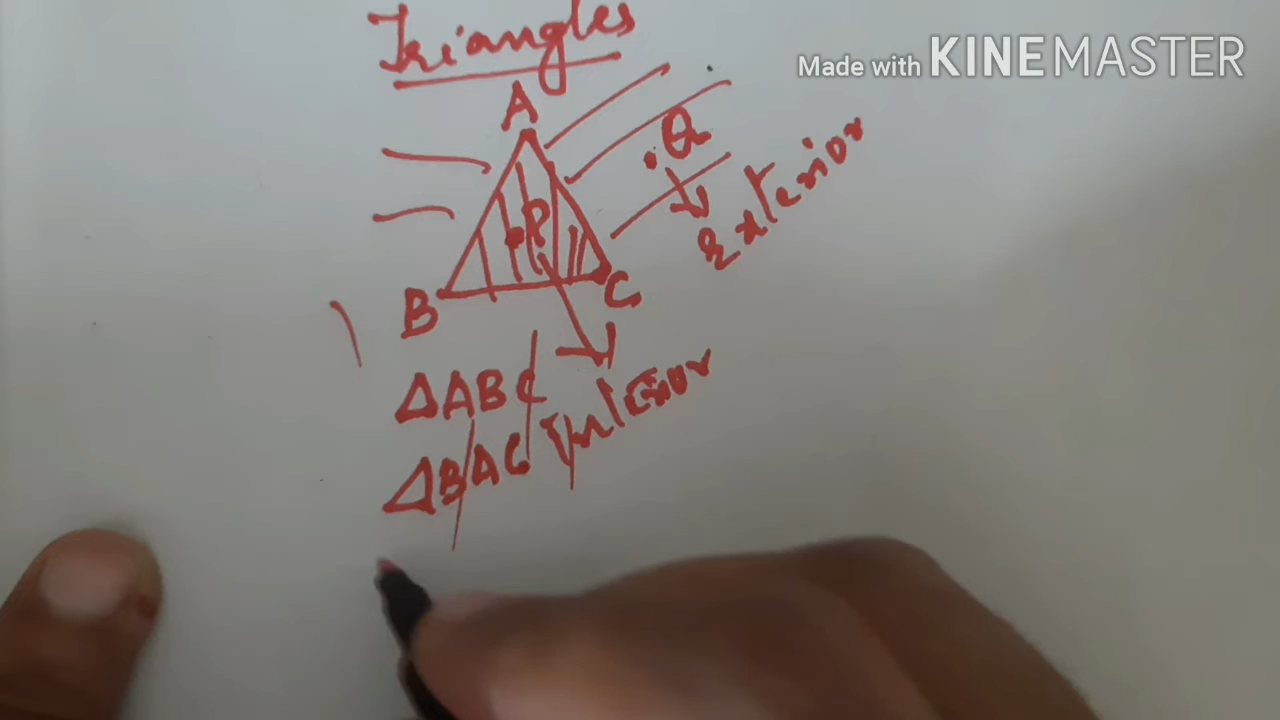 Triangles
Made with KINEMASTER
A
.Q
Exterior
.P
B
C
ΔABC
Interior
ΔBAC